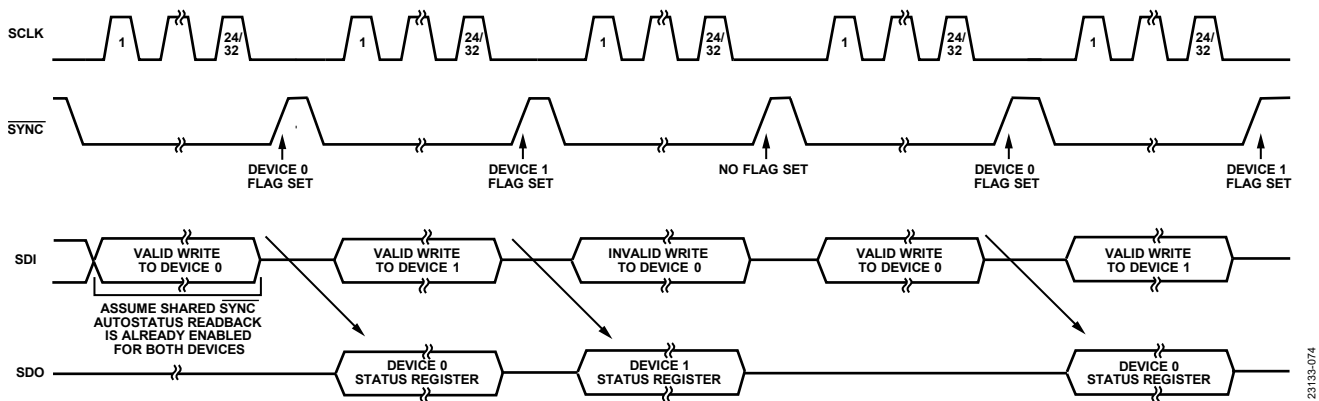 SCLK
1
24/
32
1
24/
32
1
24/
32
1
24/
32
1
24/
32
SYNC
DEVICE 0
FLAG SET
DEVICE 1
FLAG SET
NO FLAG SET
DEVICE 0
FLAG SET
DEVICE 1
FLAG SET
SDI
VALID WRITE
TO DEVICE 0
VALID WRITE
TO DEVICE 1
INVALID WRITE
TO DEVICE 0
VALID WRITE
TO DEVICE 0
VALID WRITE
TO DEVICE 1
ASSUME SHARED SYNC
AUTOSTATUS READBACK
IS ALREADY ENABLED
FOR BOTH DEVICES
SDO
DEVICE 0
STATUS REGISTER
DEVICE 1
STATUS REGISTER
DEVICE 0
STATUS REGISTER
23133-074